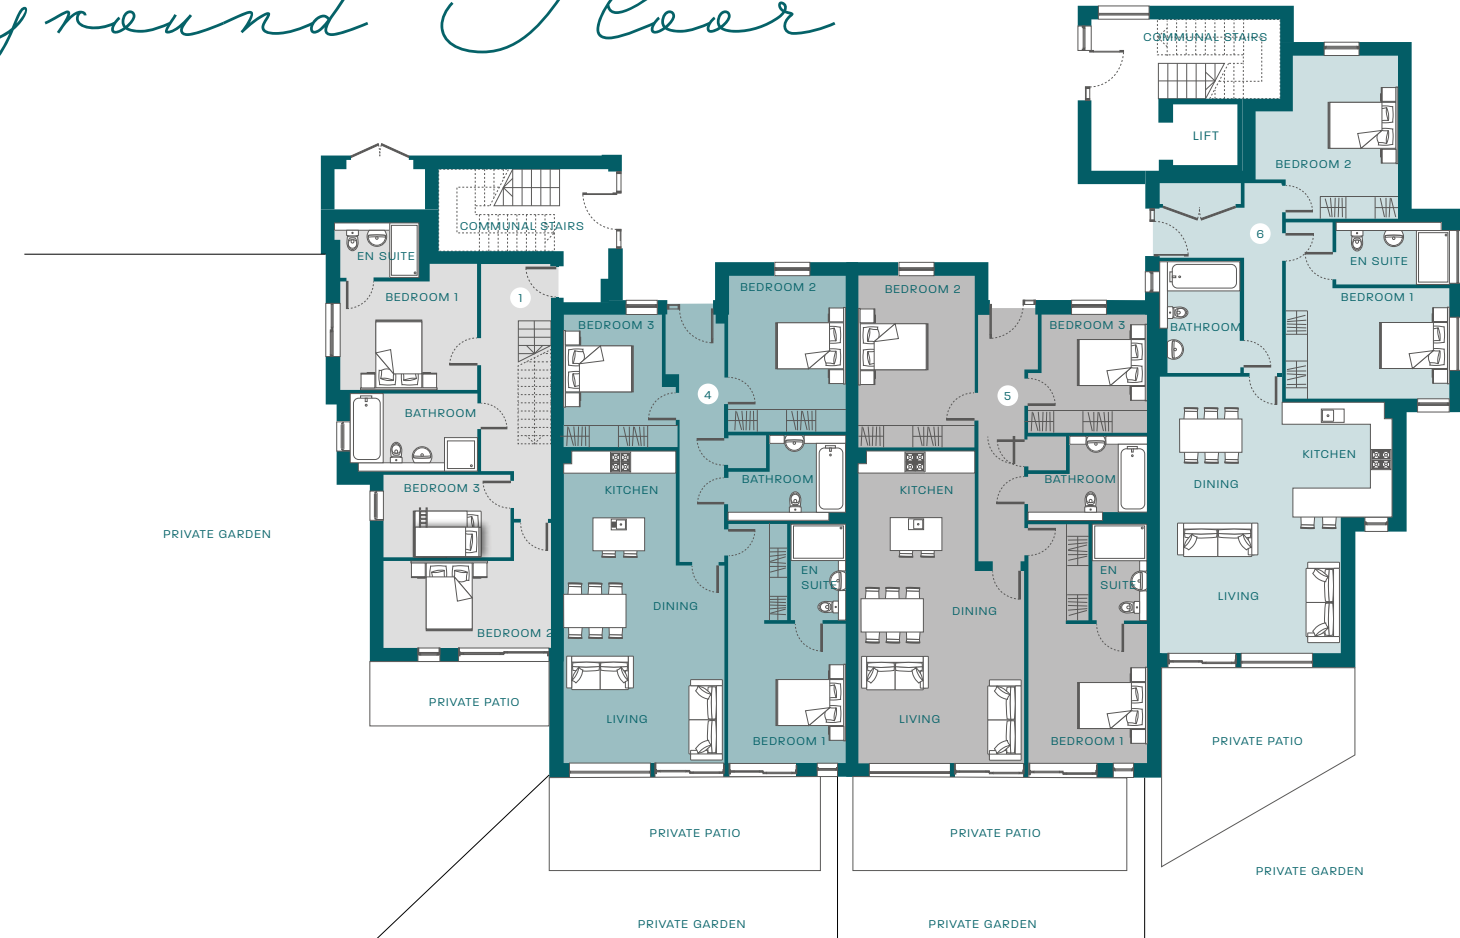 ground Floor
COMMUNAL STAIRS
LIFT
BEDROOM 2
6
EN SUITE
BEDROOM 1
BATHROOM
KITCHEN
DINING
LIVING
PRIVATE PATIO
PRIVATE GARDEN
COMMUNAL STAIRS
EN SUITE
BEDROOM 1
1
BATHROOM
BEDROOM 3
BEDROOM 2
PRIVATE PATIO
PRIVATE GARDEN
BEDROOM 3
BEDROOM 2
4
BATHROOM
KITCHEN
EN
SUITE
DINING
LIVING
BEDROOM 1
PRIVATE PATIO
PRIVATE GARDEN
BEDROOM 2
BEDROOM 3
5
BATHROOM
KITCHEN
EN
SUITE
DINING
LIVING
BEDROOM 1
PRIVATE PATIO
PRIVATE GARDEN